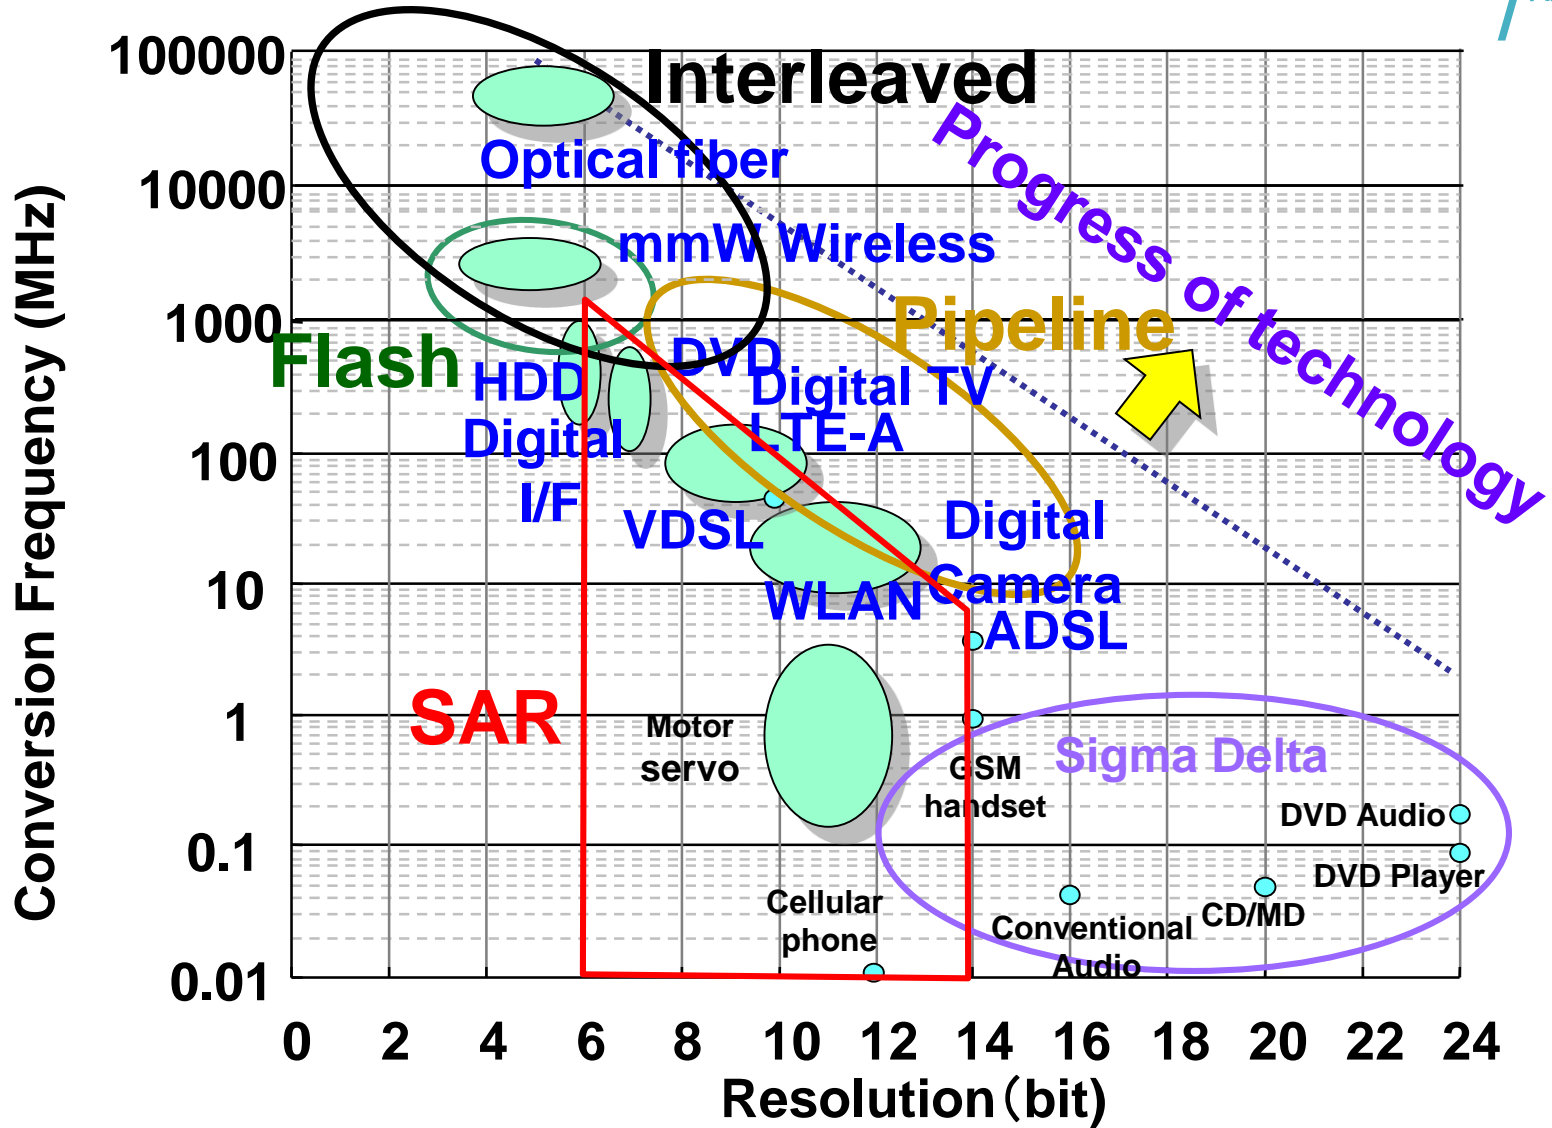 Interleaved
Progress of technology
Optical fiber
mmW Wireless
Pipeline
Flash
HDD
DVD
Digital TV
LTE-A
Digital
I/F
VDSL
Digital
Camera
WLAN
ADSL
SAR
Motor
servo
GSM
handset
Sigma Delta
DVD Audio
DVD Player
Cellular
phone
Conventional
Audio
CD/MD
Conversion Frequency (MHz)
100000
10000
1000
100
10
1
0.1
0.01
0 2 4 6 8 10 12 14 16 18 20 22 24
Resolution(bit)